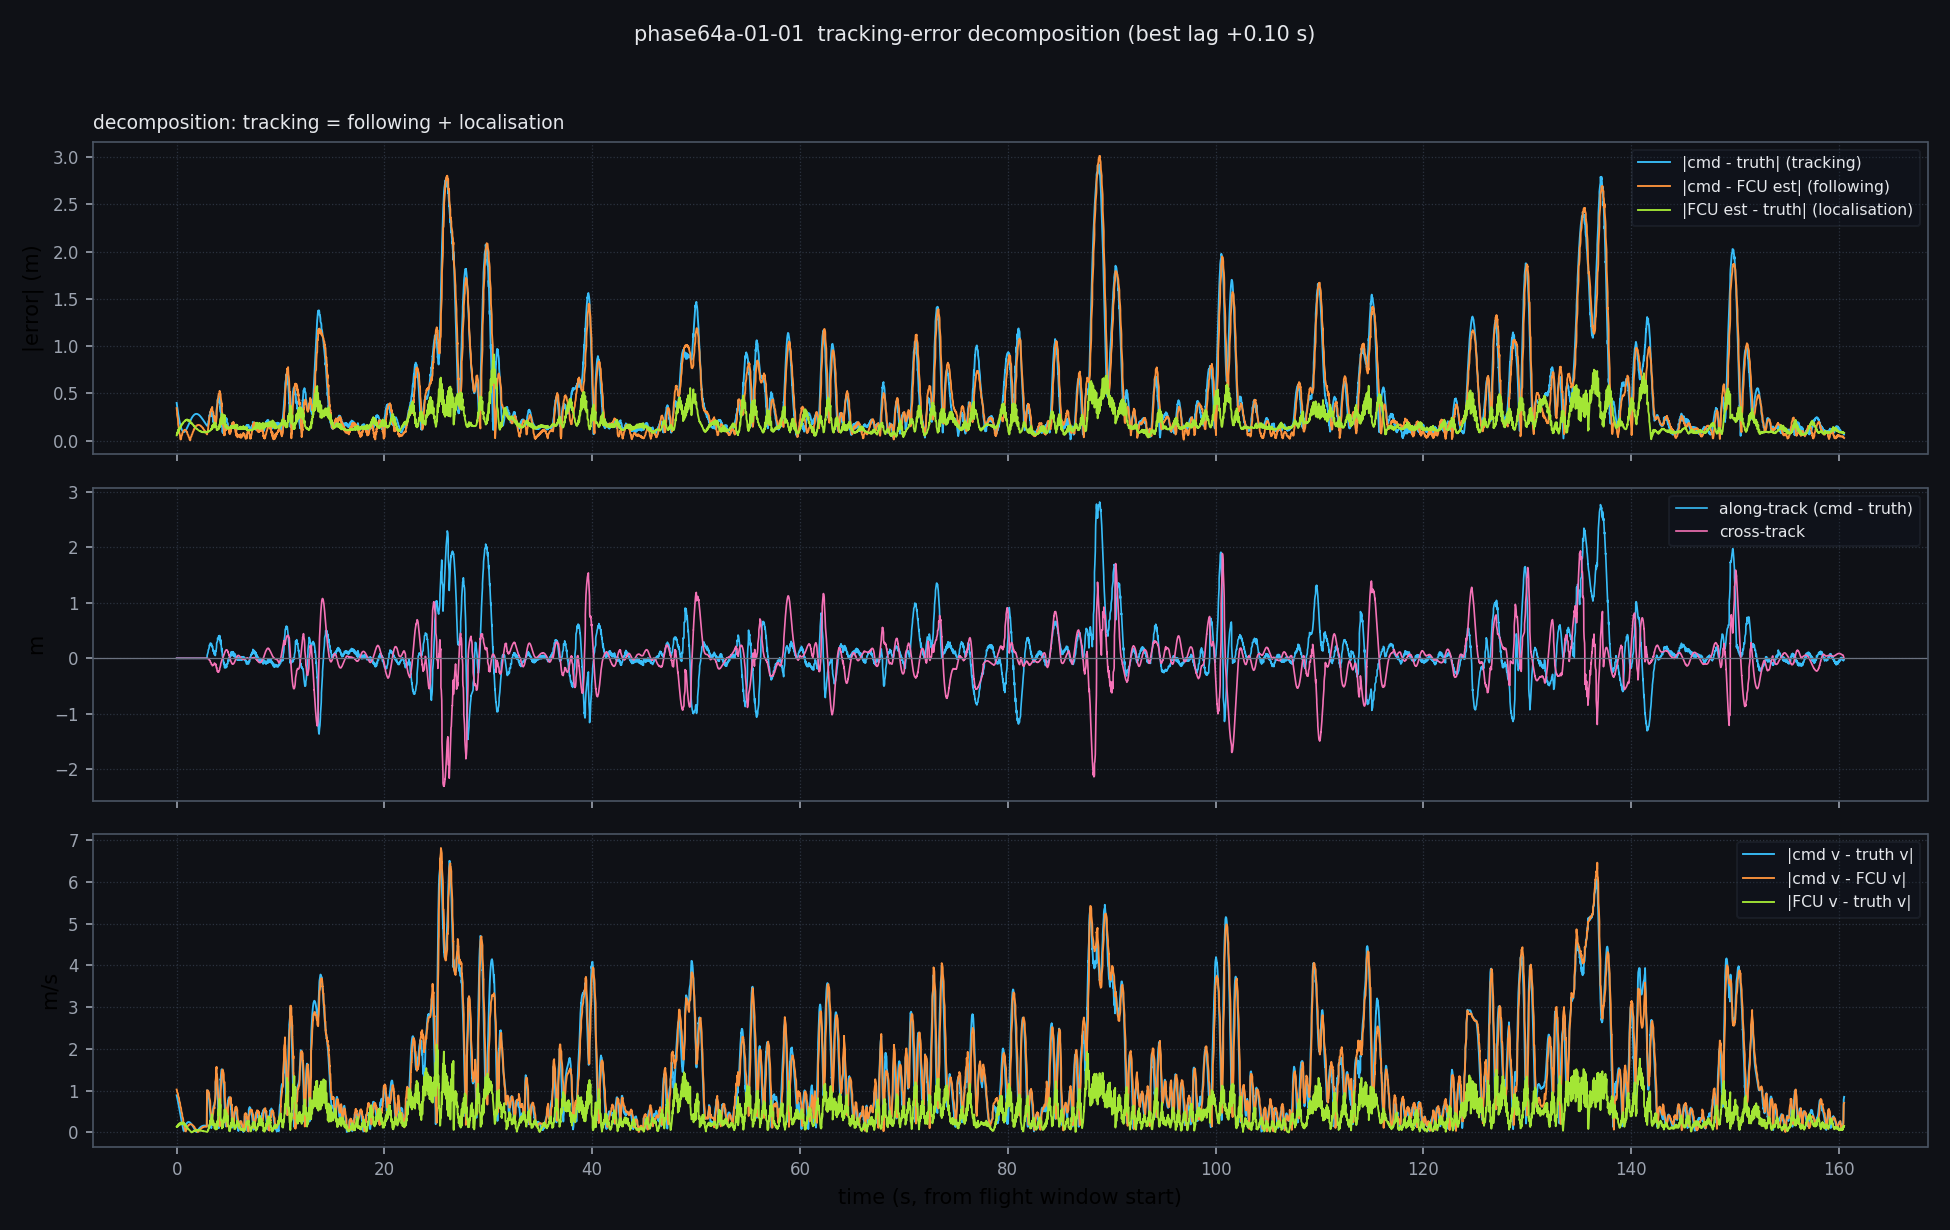 phase64a-01-01  tracking-error decomposition (best lag +0.10 s)
decomposition: tracking = following + localisation
|error| (m)
3.0
2.5
2.0
1.5
1.0
0.5
0.0
|cmd - truth| (tracking)
|cmd - FCU est| (following)
|FCU est - truth| (localisation)
m
3
2
1
0
−1
−2
along-track (cmd - truth)
cross-track
m/s
7
6
5
4
3
2
1
0
|cmd v - truth v|
|cmd v - FCU v|
|FCU v - truth v|
0
20
40
60
80
100
120
140
160
time (s, from flight window start)